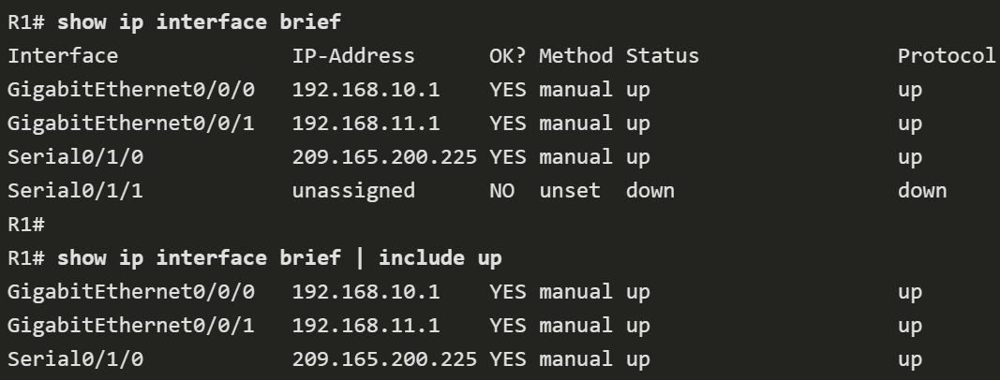 R1# show ip interface brief
Interface              IP-Address      OK? Method Status                Protocol
GigabitEthernet0/0/0   192.168.10.1    YES manual up                    up
GigabitEthernet0/0/1   192.168.11.1    YES manual up                    up
Serial0/1/0            209.165.200.225 YES manual up                    up
Serial0/1/1            unassigned      NO  unset  down                  down
R1#
R1# show ip interface brief | include up
GigabitEthernet0/0/0   192.168.10.1    YES manual up                    up
GigabitEthernet0/0/1   192.168.11.1    YES manual up                    up
Serial0/1/0            209.165.200.225 YES manual up                    up